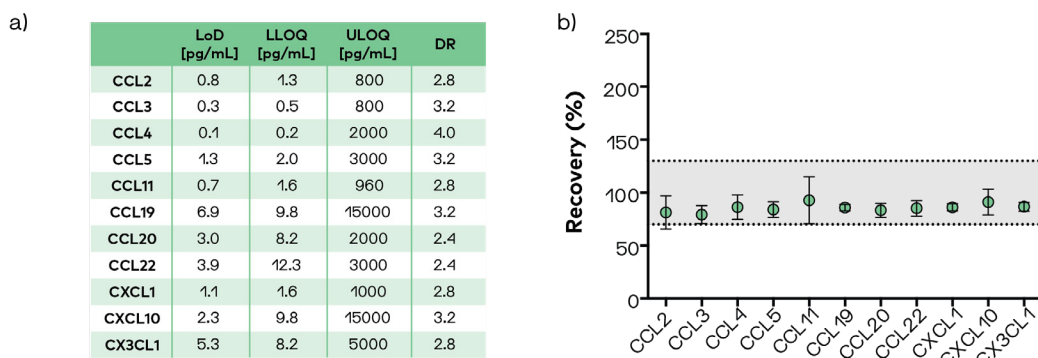 a)
LoD [pg/mL] LLOQ [pg/mL] ULOQ [pg/mL] DR
CCL2 0.8 1.3 800 2.8
CCL3 0.3 0.5 800 3.2
CCL4 0.1 0.2 2000 4.0
CCL5 1.3 2.0 3000 3.2
CCL11 0.7 1.6 960 2.8
CCL19 6.9 9.8 15000 3.2
CCL20 3.0 8.2 2000 2.4
CCL22 3.9 12.3 3000 2.4
CXCL1 1.1 1.6 1000 2.8
CXCL10 2.3 9.8 15000 3.2
CX3CL1 5.3 8.2 5000 2.8
b)
Recovery (%)
250
200
150
100
50
0
CCL2
CCL3
CCL4
CCL5
CCL11
CCL19
CCL20
CCL22
CXCL1
CXCL10
CX3CL1